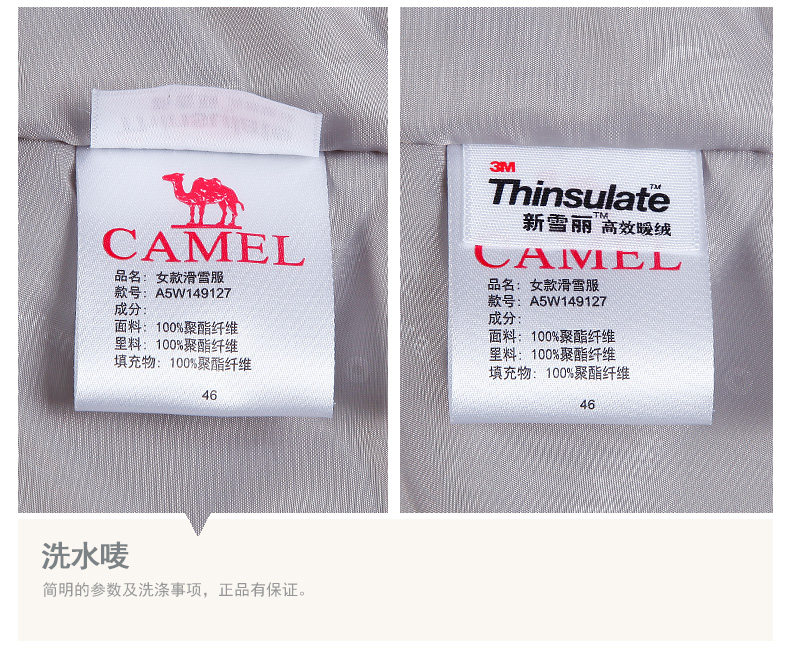 CAMEL
品名：女款滑雪服
款号：A5W149127
成分：
面料：100%聚酯纤维
里料：100%聚酯纤维
填充物：100%聚酯纤维
46
3M
Thinsulate™
新雪丽™高效暖绒
CAMEL
品名：女款滑雪服
款号：A5W149127
成分：
面料：100%聚酯纤维
里料：100%聚酯纤维
填充物：100%聚酯纤维
46
洗水唛
简明的参数及洗涤事项，正品有保证。